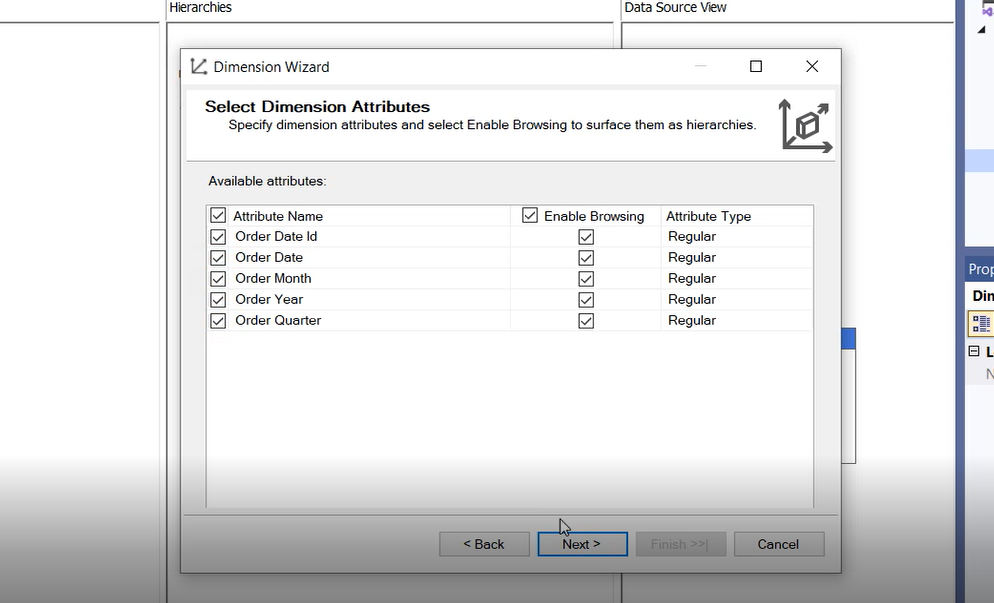 Hierarchies
Data Source View
Dimension Wizard
Select Dimension Attributes
Specify dimension attributes and select Enable Browsing to surface them as hierarchies.
Available attributes:
Attribute Name Enable Browsing Attribute Type
Order Date Id Regular
Order Date Regular
Order Month Regular
Order Year Regular
Order Quarter Regular
< Back Next > Finish >>| Cancel
Prop
Din
L
N